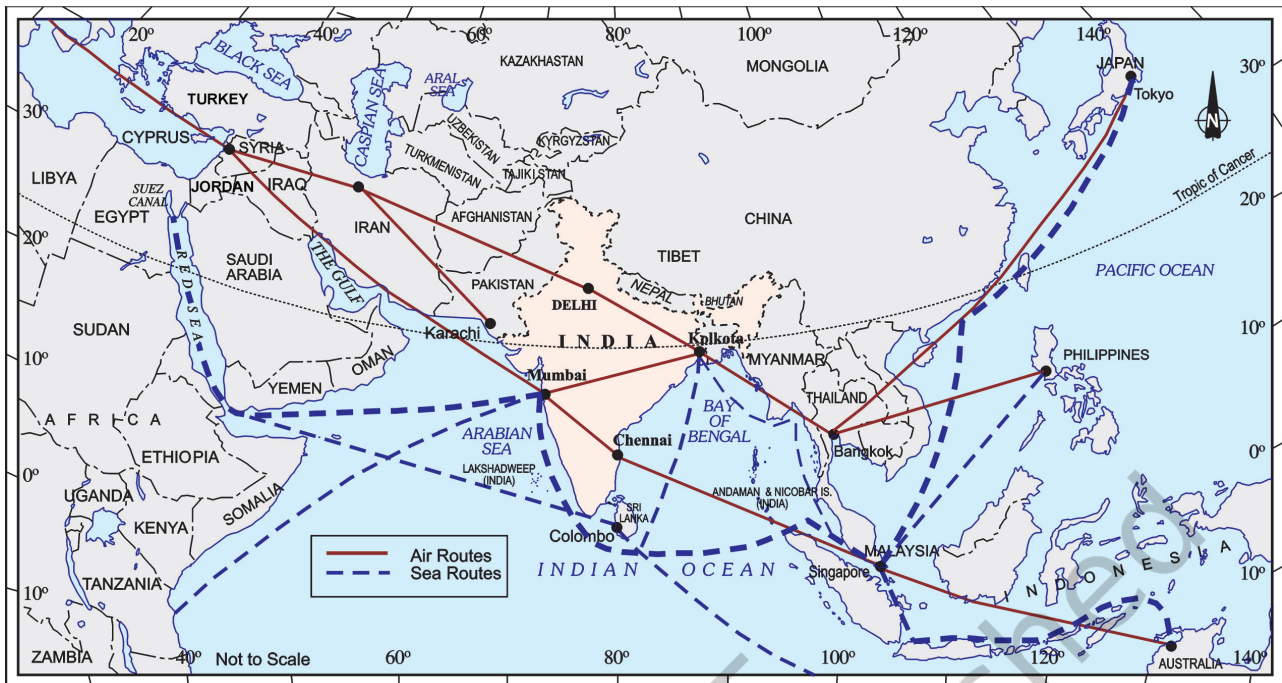 20º
40º
60º
80º
100º
120º
140º
BLACK SEA
CASPIAN SEA
ARAL
SEA
KAZAKHASTAN
MONGOLIA
JAPAN
30º
30º
Tokyo
N
TURKEY
UZBEKISTAN
KYRGYZSTAN
CYPRUS
SYRIA
TURKMENISTAN
TAJIKISTAN
Tropic of Cancer
LIBYA
SUEZ
CANAL
JORDAN
IRAQ
EGYPT
IRAN
AFGHANISTAN
CHINA
20º
20º
SAUDI
ARABIA
THE GULF
TIBET
PACIFIC OCEAN
RED SEA
PAKISTAN
DELHI
NEPAL
BHUTAN
SUDAN
Karachi
INDIA
Kolkota
MYANMAR
10º
10º
OMAN
YEMEN
Mumbai
PHILIPPINES
THAILAND
AFRICA
ARABIAN
SEA
BAY
OF
BENGAL
Chennai
Bangkok
ETHIOPIA
LAKSHADWEEP
(INDIA)
0º
0º
ANDAMAN & NICOBAR IS.
(INDIA)
UGANDA
SOMALIA
KENYA
SRI
LANKA
Colombo
MALAYSIA
Singapore
Air Routes
Sea Routes
INDIAN OCEAN
INDONESIA
TANZANIA
10º
10º
ZAMBIA
40º
Not to Scale
60º
80º
100º
120º
140º
AUSTRALIA